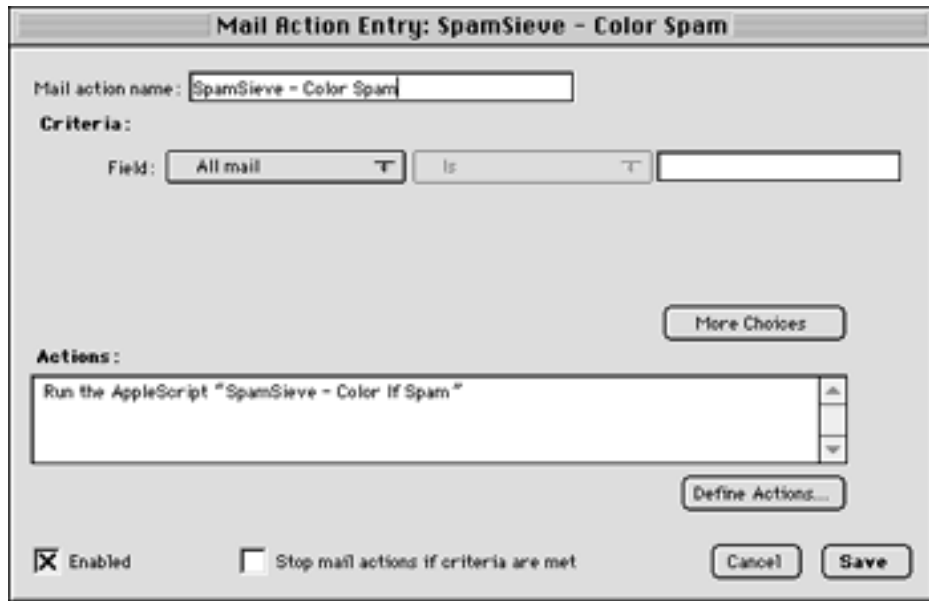 Mail Action Entry: SpamSieve – Color Spam
Mail action name: SpamSieve – Color Spam
Criteria:
Field: All mail Is
More Choices
Actions:
Run the AppleScript “SpamSieve – Color If Spam”
Define Actions...
Enabled Stop mail actions if criteria are met Cancel Save